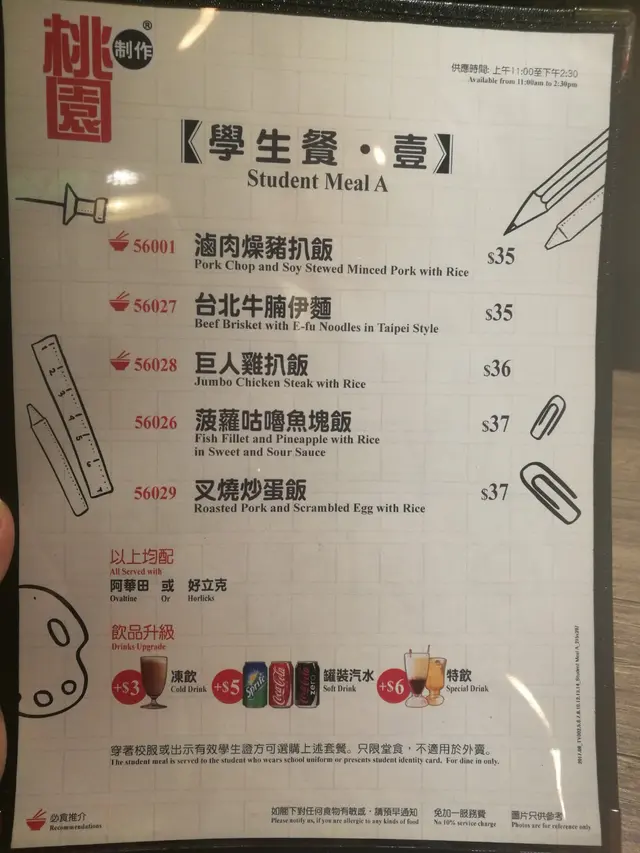 桃園
®
制作
供應時間: 上午11:00至下午2:30
Available from 11:00am to 2:30pm
【學生餐・壹】
Student Meal A
56001 滷肉燥豬扒飯 $35
Pork Chop and Soy Stewed Minced Pork with Rice
56027 台北牛腩伊麵 $35
Beef Brisket with E-fu Noodles in Taipei Style
56028 巨人雞扒飯 $36
Jumbo Chicken Steak with Rice
56026 菠蘿咕嚕魚塊飯 $37
Fish Fillet and Pineapple with Rice
in Sweet and Sour Sauce
56029 叉燒炒蛋飯 $37
Roasted Pork and Scrambled Egg with Rice
以上均配
All Served with
阿華田 或 好立克
Ovaltine Or Horlicks
飲品升級
Drinks Upgrade
+$3 凍飲
Cold Drink
+$5 Sprite Coca-Cola zero 罐裝汽水
Soft Drink
+$6 特飲
Special Drink
穿著校服或出示有效學生證方可選購上述套餐。只限堂食，不適用於外賣。
The student meal is served to the student who wears school uniform or presents student identity card. For dine in only.
必食推介
Recommendations
如閣下對任何食物有敏感，請預早通知
Please notify us, if you are allergic to any kinds of food
免加一服務費
No 10% service charge
圖片只供參考
Photos are for reference only